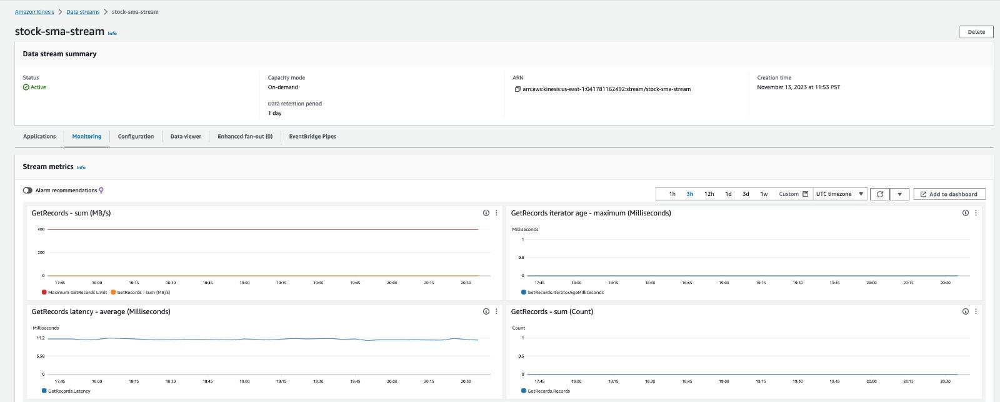 Amazon Kinesis > Data streams > stock-sma-stream
stock-sma-stream Info
Delete
Data stream summary
Status
Active
Capacity mode
On-demand
Data retention period
1 day
ARN
arn:aws:kinesis:us-east-1:041781162492:stream/stock-sma-stream
Creation time
November 13, 2023 at 11:53 PST
Applications Monitoring Configuration Data viewer Enhanced fan-out (0) EventBridge Pipes
Stream metrics Info
Alarm recommendations
1h 3h 12h 1d 3d 1w Custom UTC timezone Add to dashboard
GetRecords - sum (MB/s)
400
200
0
17:45 18:00 18:15 18:30 18:45 19:00 19:15 19:30 19:45 20:00 20:15 20:30
Maximum GetRecords Limit GetRecords - sum (MB/s)
GetRecords iterator age - maximum (Milliseconds)
Milliseconds
1
0.5
0
17:45 18:00 18:15 18:30 18:45 19:00 19:15 19:30 19:45 20:00 20:15 20:30
GetRecords.IteratorAgeMilliseconds
GetRecords latency - average (Milliseconds)
Milliseconds
11.2
5.58
0
17:45 18:00 18:15 18:30 18:45 19:00 19:15 19:30 19:45 20:00 20:15 20:30
GetRecords.Latency
GetRecords - sum (Count)
Count
1
0.5
0
17:45 18:00 18:15 18:30 18:45 19:00 19:15 19:30 19:45 20:00 20:15 20:30
GetRecords.Records